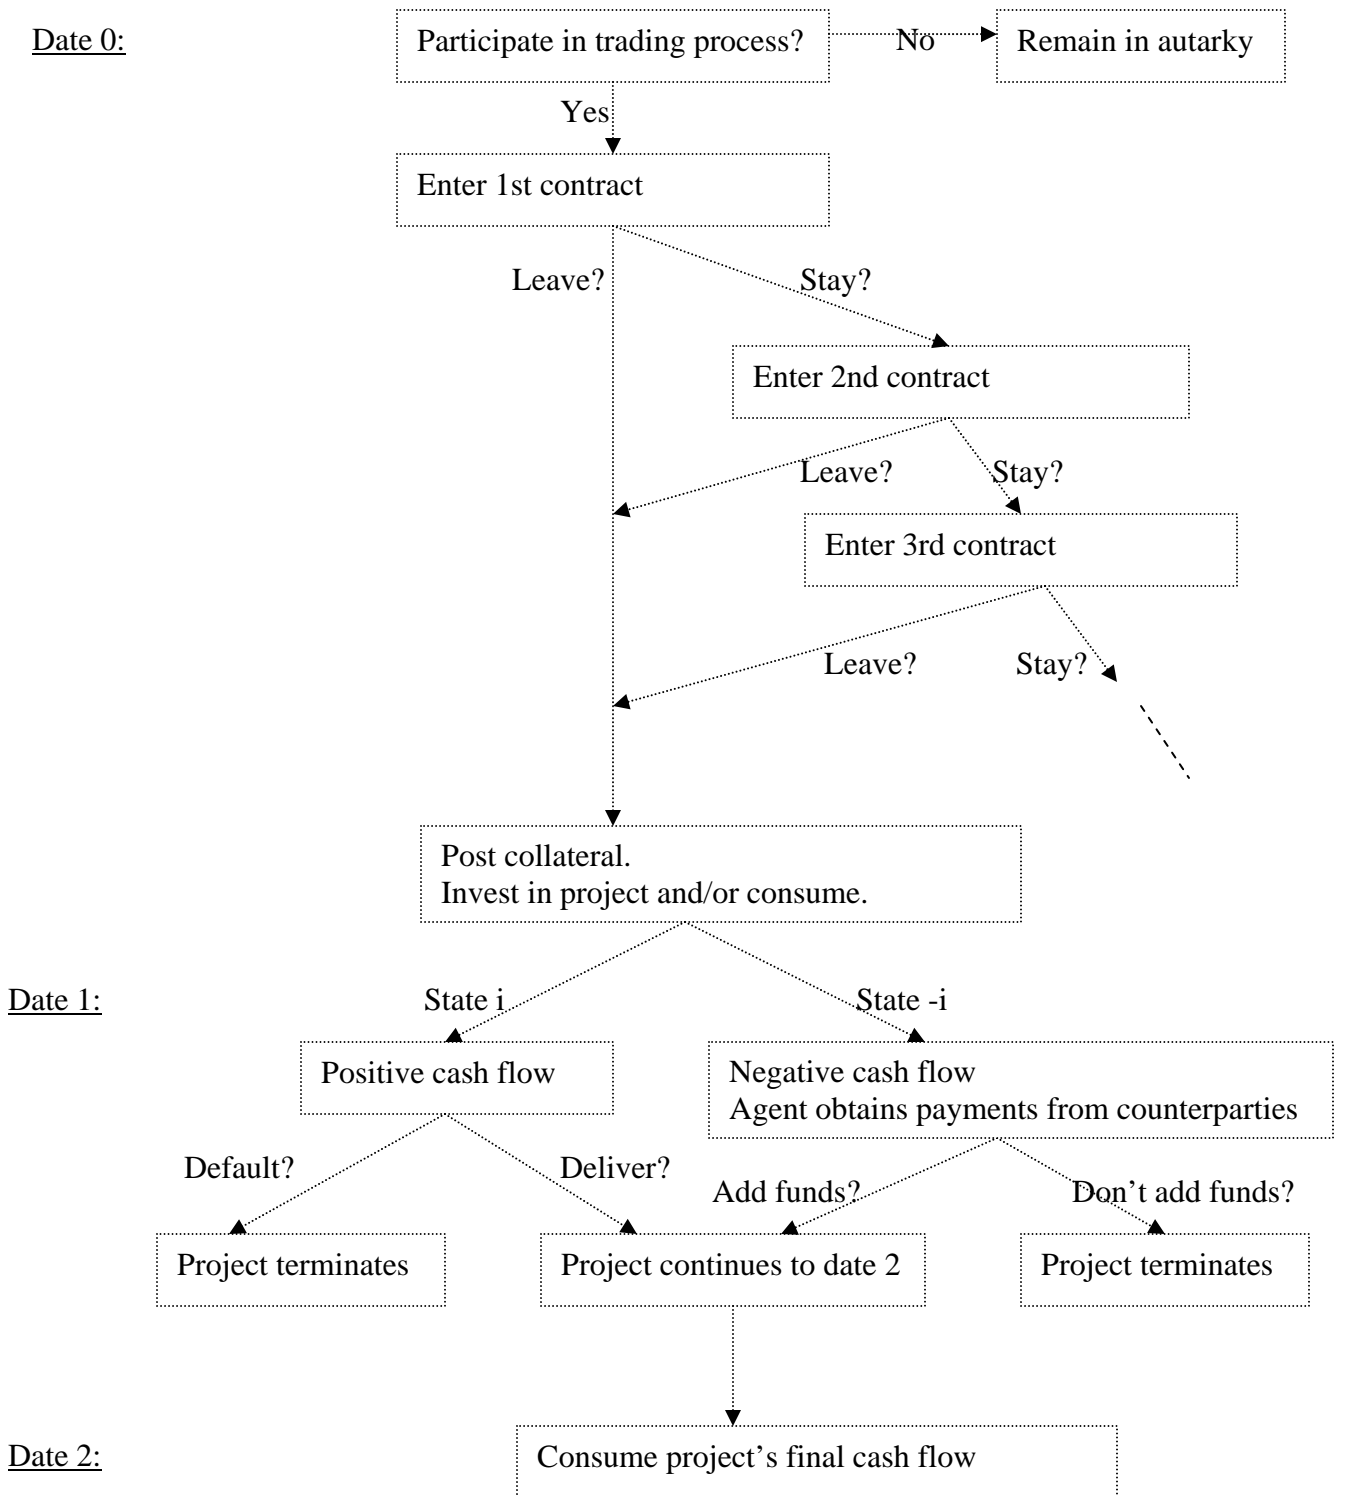 Date 0:
Participate in trading process?
No
Remain in autarky
Yes
Enter 1st contract
Leave?
Stay?
Enter 2nd contract
Leave?
Stay?
Enter 3rd contract
Leave?
Stay?
Post collateral.
Invest in project and/or consume.
Date 1:
State i
State -i
Positive cash flow
Negative cash flow
Agent obtains payments from counterparties
Default?
Deliver?
Add funds?
Don’t add funds?
Project terminates
Project continues to date 2
Project terminates
Date 2:
Consume project’s final cash flow